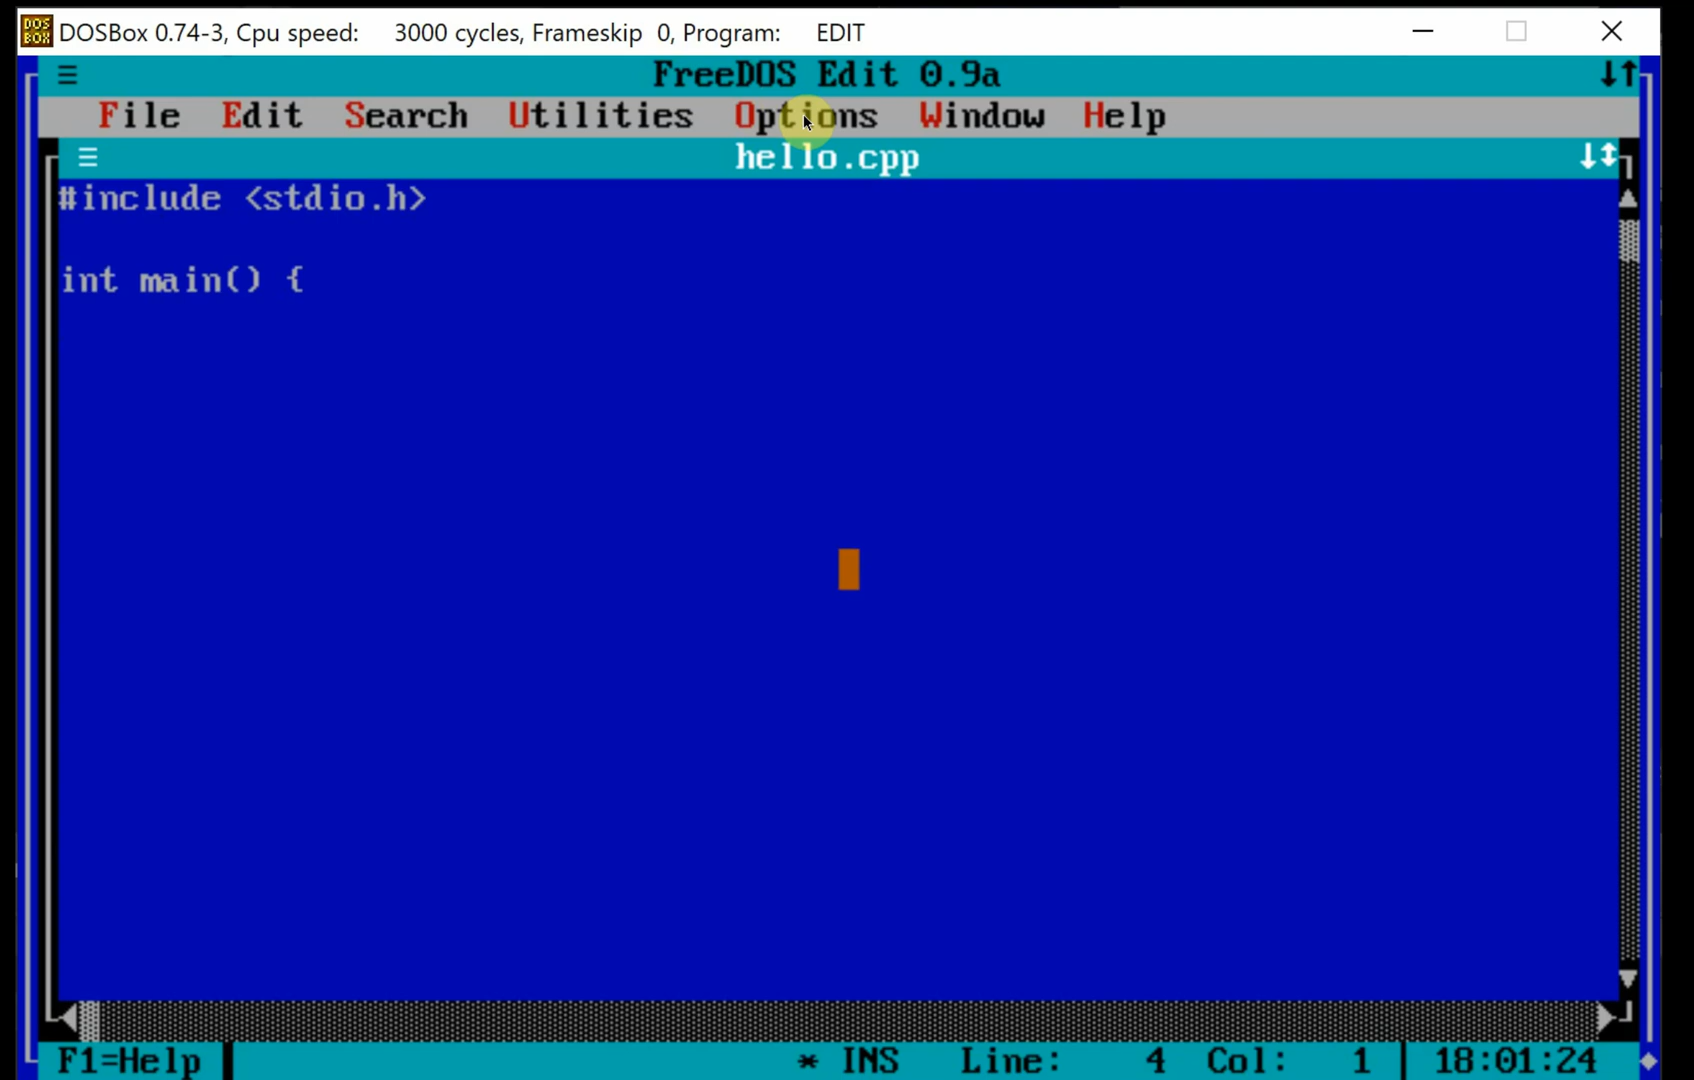 DOS BOX DOSBox 0.74-3, Cpu speed: 3000 cycles, Frameskip 0, Program: EDIT
FreeDOS Edit 0.9a
File Edit Search Utilities Options Window Help
hello.cpp
#include <stdio.h>
int main() {
F1=Help * INS Line: 4 Col: 1 18:01:24